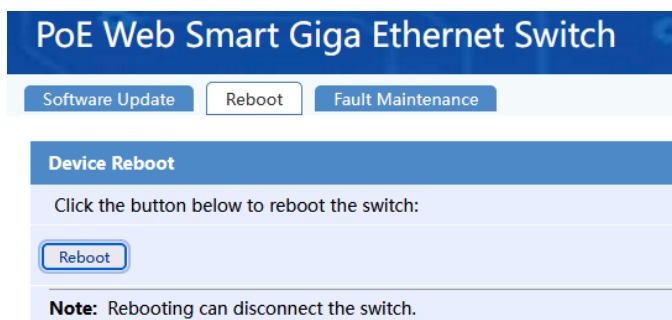 PoE Web Smart Giga Ethernet Switch
Software Update Reboot Fault Maintenance
Device Reboot
Click the button below to reboot the switch:
Reboot
Note: Rebooting can disconnect the switch.